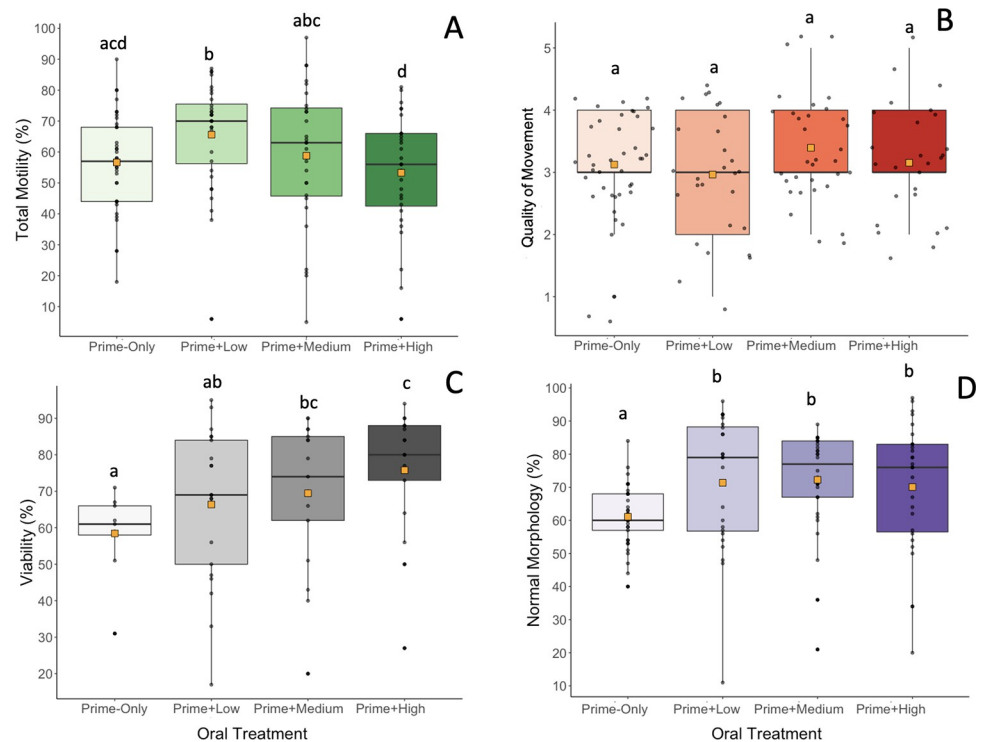 A
Total Motility (%)
100
90
80
70
60
50
40
30
20
10
acd
b
abc
d
Prime-Only
Prime+Low
Prime+Medium
Prime+High
B
Quality of Movement
5
4
3
2
1
a
a
a
a
Prime-Only
Prime+Low
Prime+Medium
Prime+High
C
Viability (%)
90
80
70
60
50
40
30
20
a
ab
bc
c
Prime-Only
Prime+Low
Prime+Medium
Prime+High
Oral Treatment
D
Normal Morphology (%)
100
90
80
70
60
50
40
30
20
10
a
b
b
b
Prime-Only
Prime+Low
Prime+Medium
Prime+High
Oral Treatment